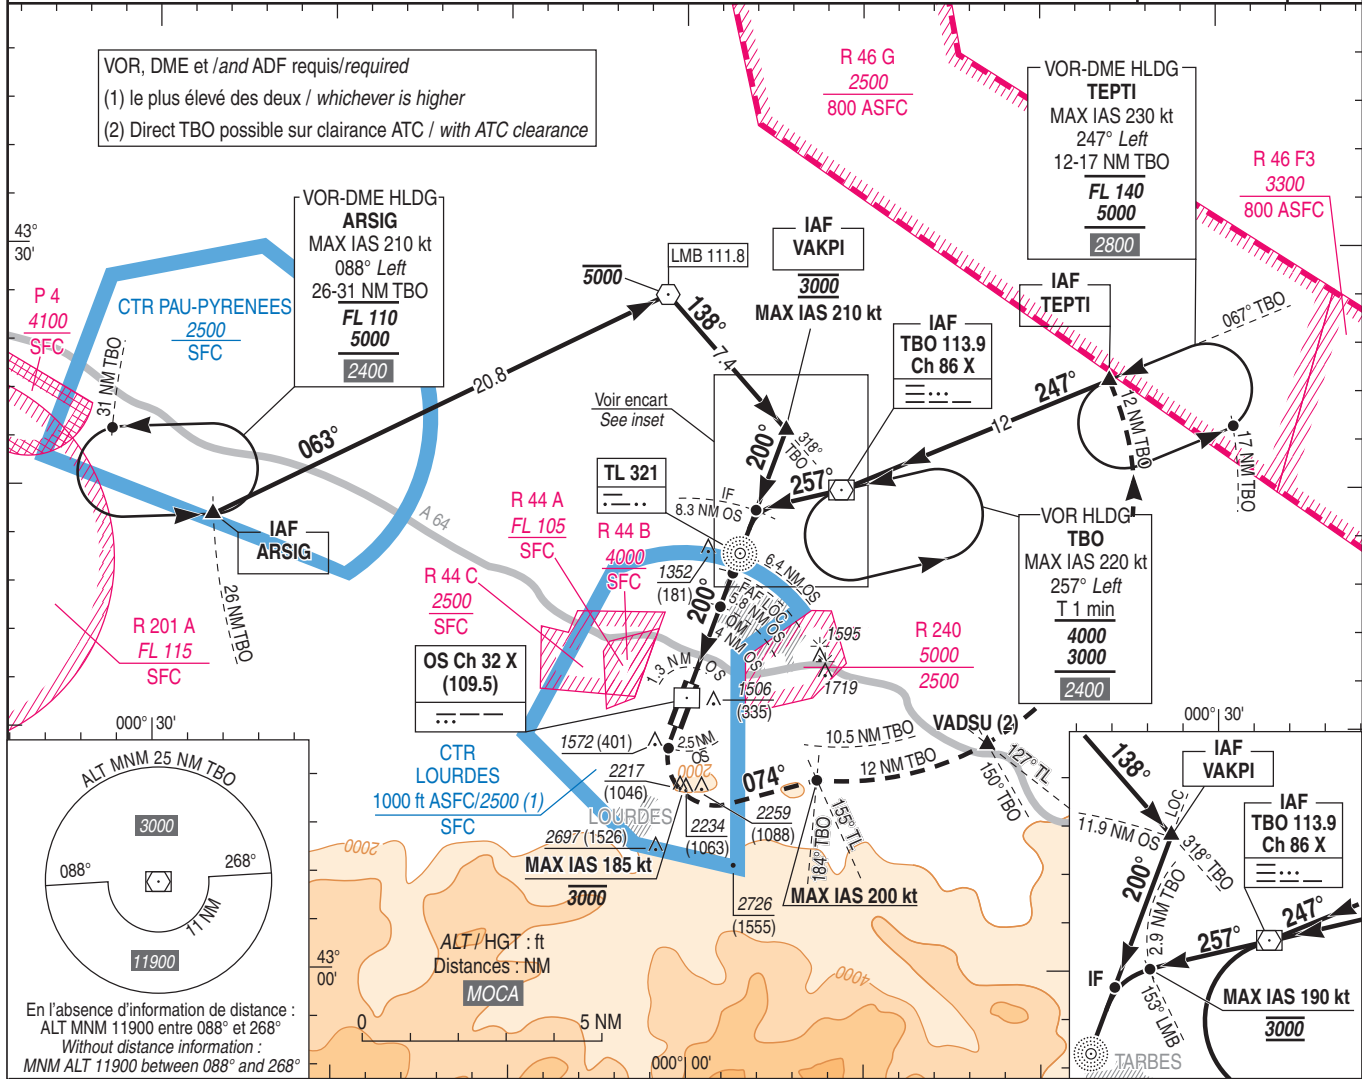 VOR, DME et / and ADF requis/required
(1) le plus élevé des deux / whichever is higher
(2) Direct TBO possible sur clairance ATC / with ATC clearance
R 46 G
2500
800 ASFC
VOR-DME HLDG
TEPTI
MAX IAS 230 kt
247° Left
12-17 NM TBO
FL 140
5000
2800
R 46 F3
3300
800 ASFC
43°
30'
VOR-DME HLDG
ARSIG
MAX IAS 210 kt
088° Left
26-31 NM TBO
FL 110
5000
2400
P 4
4100
SFC
CTR PAU-PYRENEES
2500
SFC
31 NM TBO
5000
LMB 111.8
IAF
VAKPI
3000
MAX IAS 210 kt
IAF
TEPTI
067° TBO
138°
7.4
IAF
TBO 113.9
Ch 86 X
20.8
063°
Voir encart
See inset
247°
12
12 NM TBO
17 NM TBO
200°
318°
TBO
257°
TL 321
IF
8.3 NM OS
A 64
IAF
ARSIG
26 NM TBO
R 44 A
FL 105
SFC
R 44 B
4000
SFC
R 44 C
2500
SFC
1352
(181)
6.4 NM OS
FAF LOC
5.8 NM OS
OM
4 NM OS
200°
VOR HLDG
TBO
MAX IAS 220 kt
257° Left
T 1 min
4000
3000
2400
R 201 A
FL 115
SFC
OS Ch 32 X
(109.5)
1.3 NM OS
1595
1719
R 240
5000
2500
1506
(335)
VADSU (2)
000° 30'
1572 (401)
2.5 NM
OS
10.5 NM TBO
12 NM TBO
127° TL
150° TBO
000° 30'
CTR
LOURDES
1000 ft ASFC/2500 (1)
SFC
2217
(1046)
2000
074°
2259
(1088)
LOURDES
2234
(1063)
2697 (1526)
MAX IAS 185 kt
3000
184° TBO
155° TL
MAX IAS 200 kt
2726
(1555)
2000
4000
ALT MNM 25 NM TBO
3000
088°
268°
11 NM
11900
En l'absence d'information de distance :
ALT MNM 11900 entre 088° et 268°
Without distance information :
MNM ALT 11900 between 088° and 268°
ALT / HGT : ft
Distances : NM
MOCA
43°
00'
0
5 NM
000° 00'
138°
IAF
VAKPI
LOC
11.9 NM OS
318° TBO
IAF
TBO 113.9
Ch 86 X
200°
2.9 NM TBO
247°
257°
IF
153° LMB
MAX IAS 190 kt
3000
TARBES